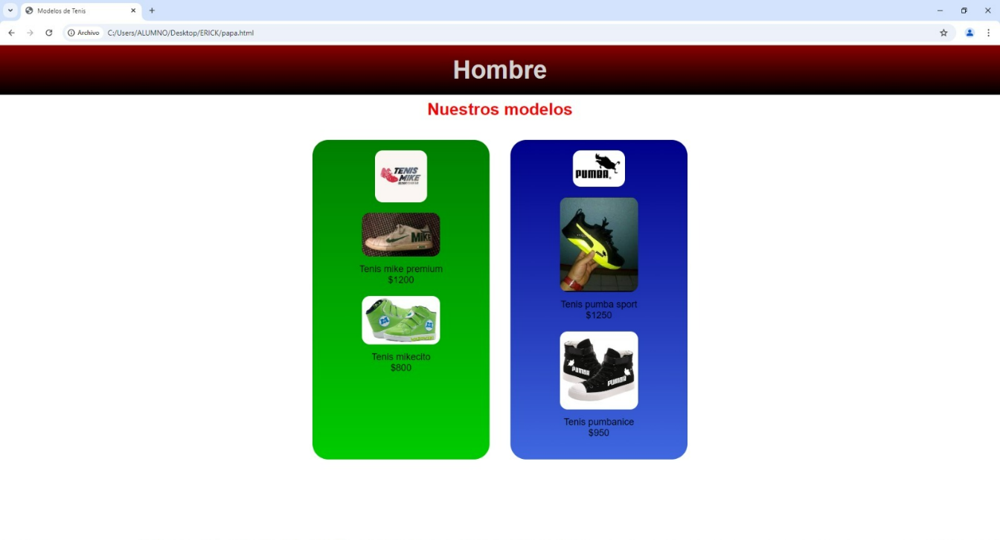 Modelos de Tenis
Archivo
C:/Users/ALUMNO/Desktop/ERICK/papa.html
Hombre
Nuestros modelos
TENIS
MIKE
MIKE
Tenis mike premium
$1200
Tenis mikecito
$800
PUMBA
Tenis pumba sport
$1250
PUMBA
PUMBA
Tenis pumbanice
$950